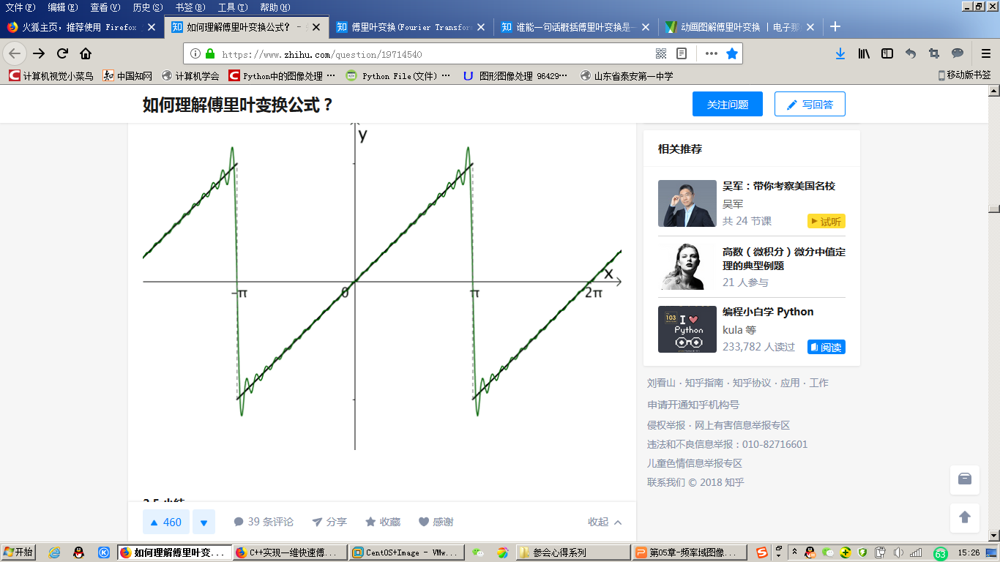 文件(F) 编辑(E) 查看(V) 历史(S) 书签(B) 工具(T) 帮助(H)
火狐主页，推荐使用 Firefox
如何理解傅里叶变换公式？ -
傅里叶变换(Fourier Transfor
谁能一句话概括傅里叶变换是
动画图解傅里叶变换 | 电子那
https://www.zhihu.com/question/19714540
计算机视觉小菜鸟 中国知网 计算机学会 Python中的图像处理 ··· Python File(文件) ··· 图形图像处理 96429··· 山东省泰安第一中学 移动版书签
如何理解傅里叶变换公式？
关注问题
写回答
y
x
-π
0
π
2π
相关推荐
吴军：带你考察美国名校
吴军
共 24 节课
试听
高数（微积分）微分中值定
理的典型例题
21 人参与
103
I
Python
编程小白学 Python
kula 等
233,782 人读过
阅读
刘看山 · 知乎指南 · 知乎协议 · 应用 · 工作
申请开通知乎机构号
侵权举报 · 网上有害信息举报专区
违法和不良信息举报：010-82716601
儿童色情信息举报专区
联系我们 © 2018 知乎
460 39 条评论 分享 收藏 感谢 收起
开始
如何理解傅里叶变...
C++实现一维快速傅...
CentOS+Image - VMw...
参会心得系列
第05章-频率域图像...
63
15:26